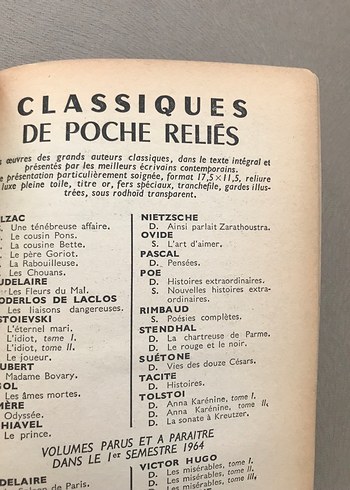 CLASSIQUES
DE POCHE RELIÉS
œuvres des grands auteurs classiques, dans le texte intégral et
présentés par les meilleurs écrivains contemporains.
présentation particulièrement soignée, format 17,5×11,5, reliure
luxe pleine toile, titre or, fers spéciaux, tranchefile, gardes illus-
trées, sous rodhoïd transparent.
LZAC
Une ténébreuse affaire.
Le cousin Pons.
La cousine Bette.
Le père Goriot.
La Rabouilleuse.
Les Chouans.
UDELAIRE
Les Fleurs du Mal.
ODERLOS DE LACLOS
Les liaisons dangereuses.
STOIEVSKI
L'éternel mari.
L'idiot, tome I.
L'idiot, tome II.
Le joueur.
UBERT
Madame Bovary.
GOL
Les âmes mortes.
MÈRE
Odyssée.
HIAVEL
Le prince.
NIETZSCHE
D. Ainsi parlait Zarathoustra.
OVIDE
S. L'art d'aimer.
PASCAL
D. Pensées.
POE
D. Histoires extraordinaires.
S. Nouvelles histoires extra-
ordinaires.
RIMBAUD
S. Poésies complètes.
STENDHAL
D. La chartreuse de Parme.
D. Le rouge et le noir.
SUÉTONE
D. Vies des douze Césars.
TACITE
D. Histoires.
TOLSTOI
D. Anna Karénine, tome I.
D. Anna Karénine, tome II.
D. La sonate à Kreutzer.
VOLUMES PARUS ET A PARAITRE
DANS LE 1er SEMESTRE 1964
DELAIRE
Spleen de Paris.
VICTOR HUGO
D. Les misérables, tome I.
D. Les misérables, tome II.
D. Les misérables, tome